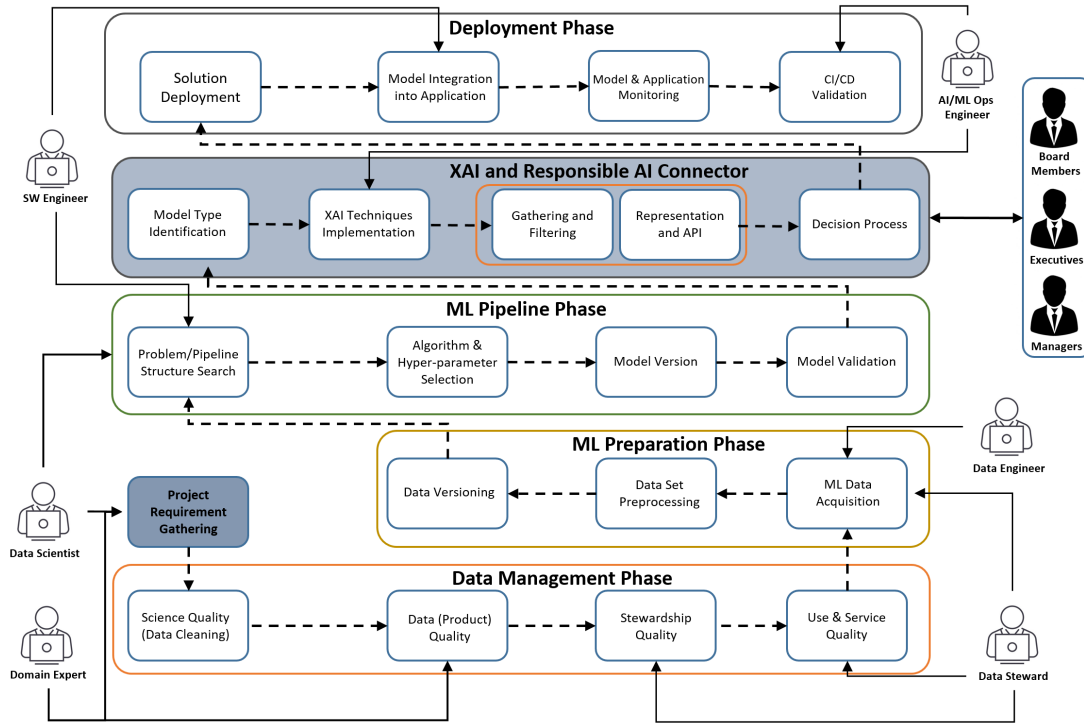 Deployment Phase
Solution
Deployment
Model Integration
into Application
Model & Application
Monitoring
CI/CD
Validation
AI/ML Ops
Engineer
Board
Members
SW Engineer
XAI and Responsible AI Connector
Model Type
Identification
XAI Techniques
Implementation
Gathering and
Filtering
Representation
and API
Decision Process
Executives
ML Pipeline Phase
Problem/Pipeline
Structure Search
Algorithm &
Hyper-parameter
Selection
Model Version
Model Validation
Managers
ML Preparation Phase
Data Versioning
Data Set
Preprocessing
ML Data
Acquisition
Data Engineer
Project
Requirement
Gathering
Data Scientist
Data Management Phase
Science Quality
(Data Cleaning)
Data (Product)
Quality
Stewardship
Quality
Use & Service
Quality
Domain Expert
Data Steward